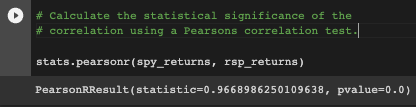 # Calculate the statistical significance of the
# correlation using a Pearsons correlation test.
stats.pearsonr(spy_returns, rsp_returns)
PearsonRResult(statistic=0.9668986250109638, pvalue=0.0)